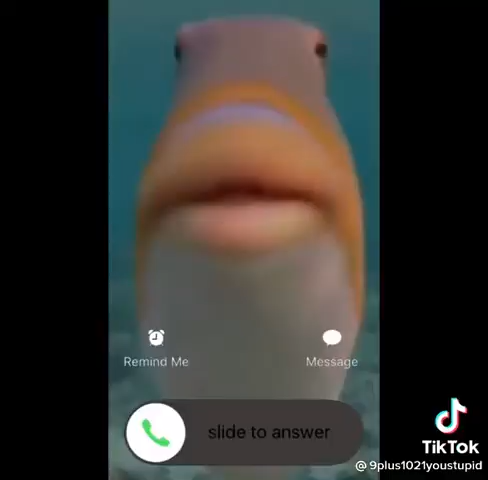 Remind Me
Message
slide to answer
TikTok
@ 9plus1021youstupid